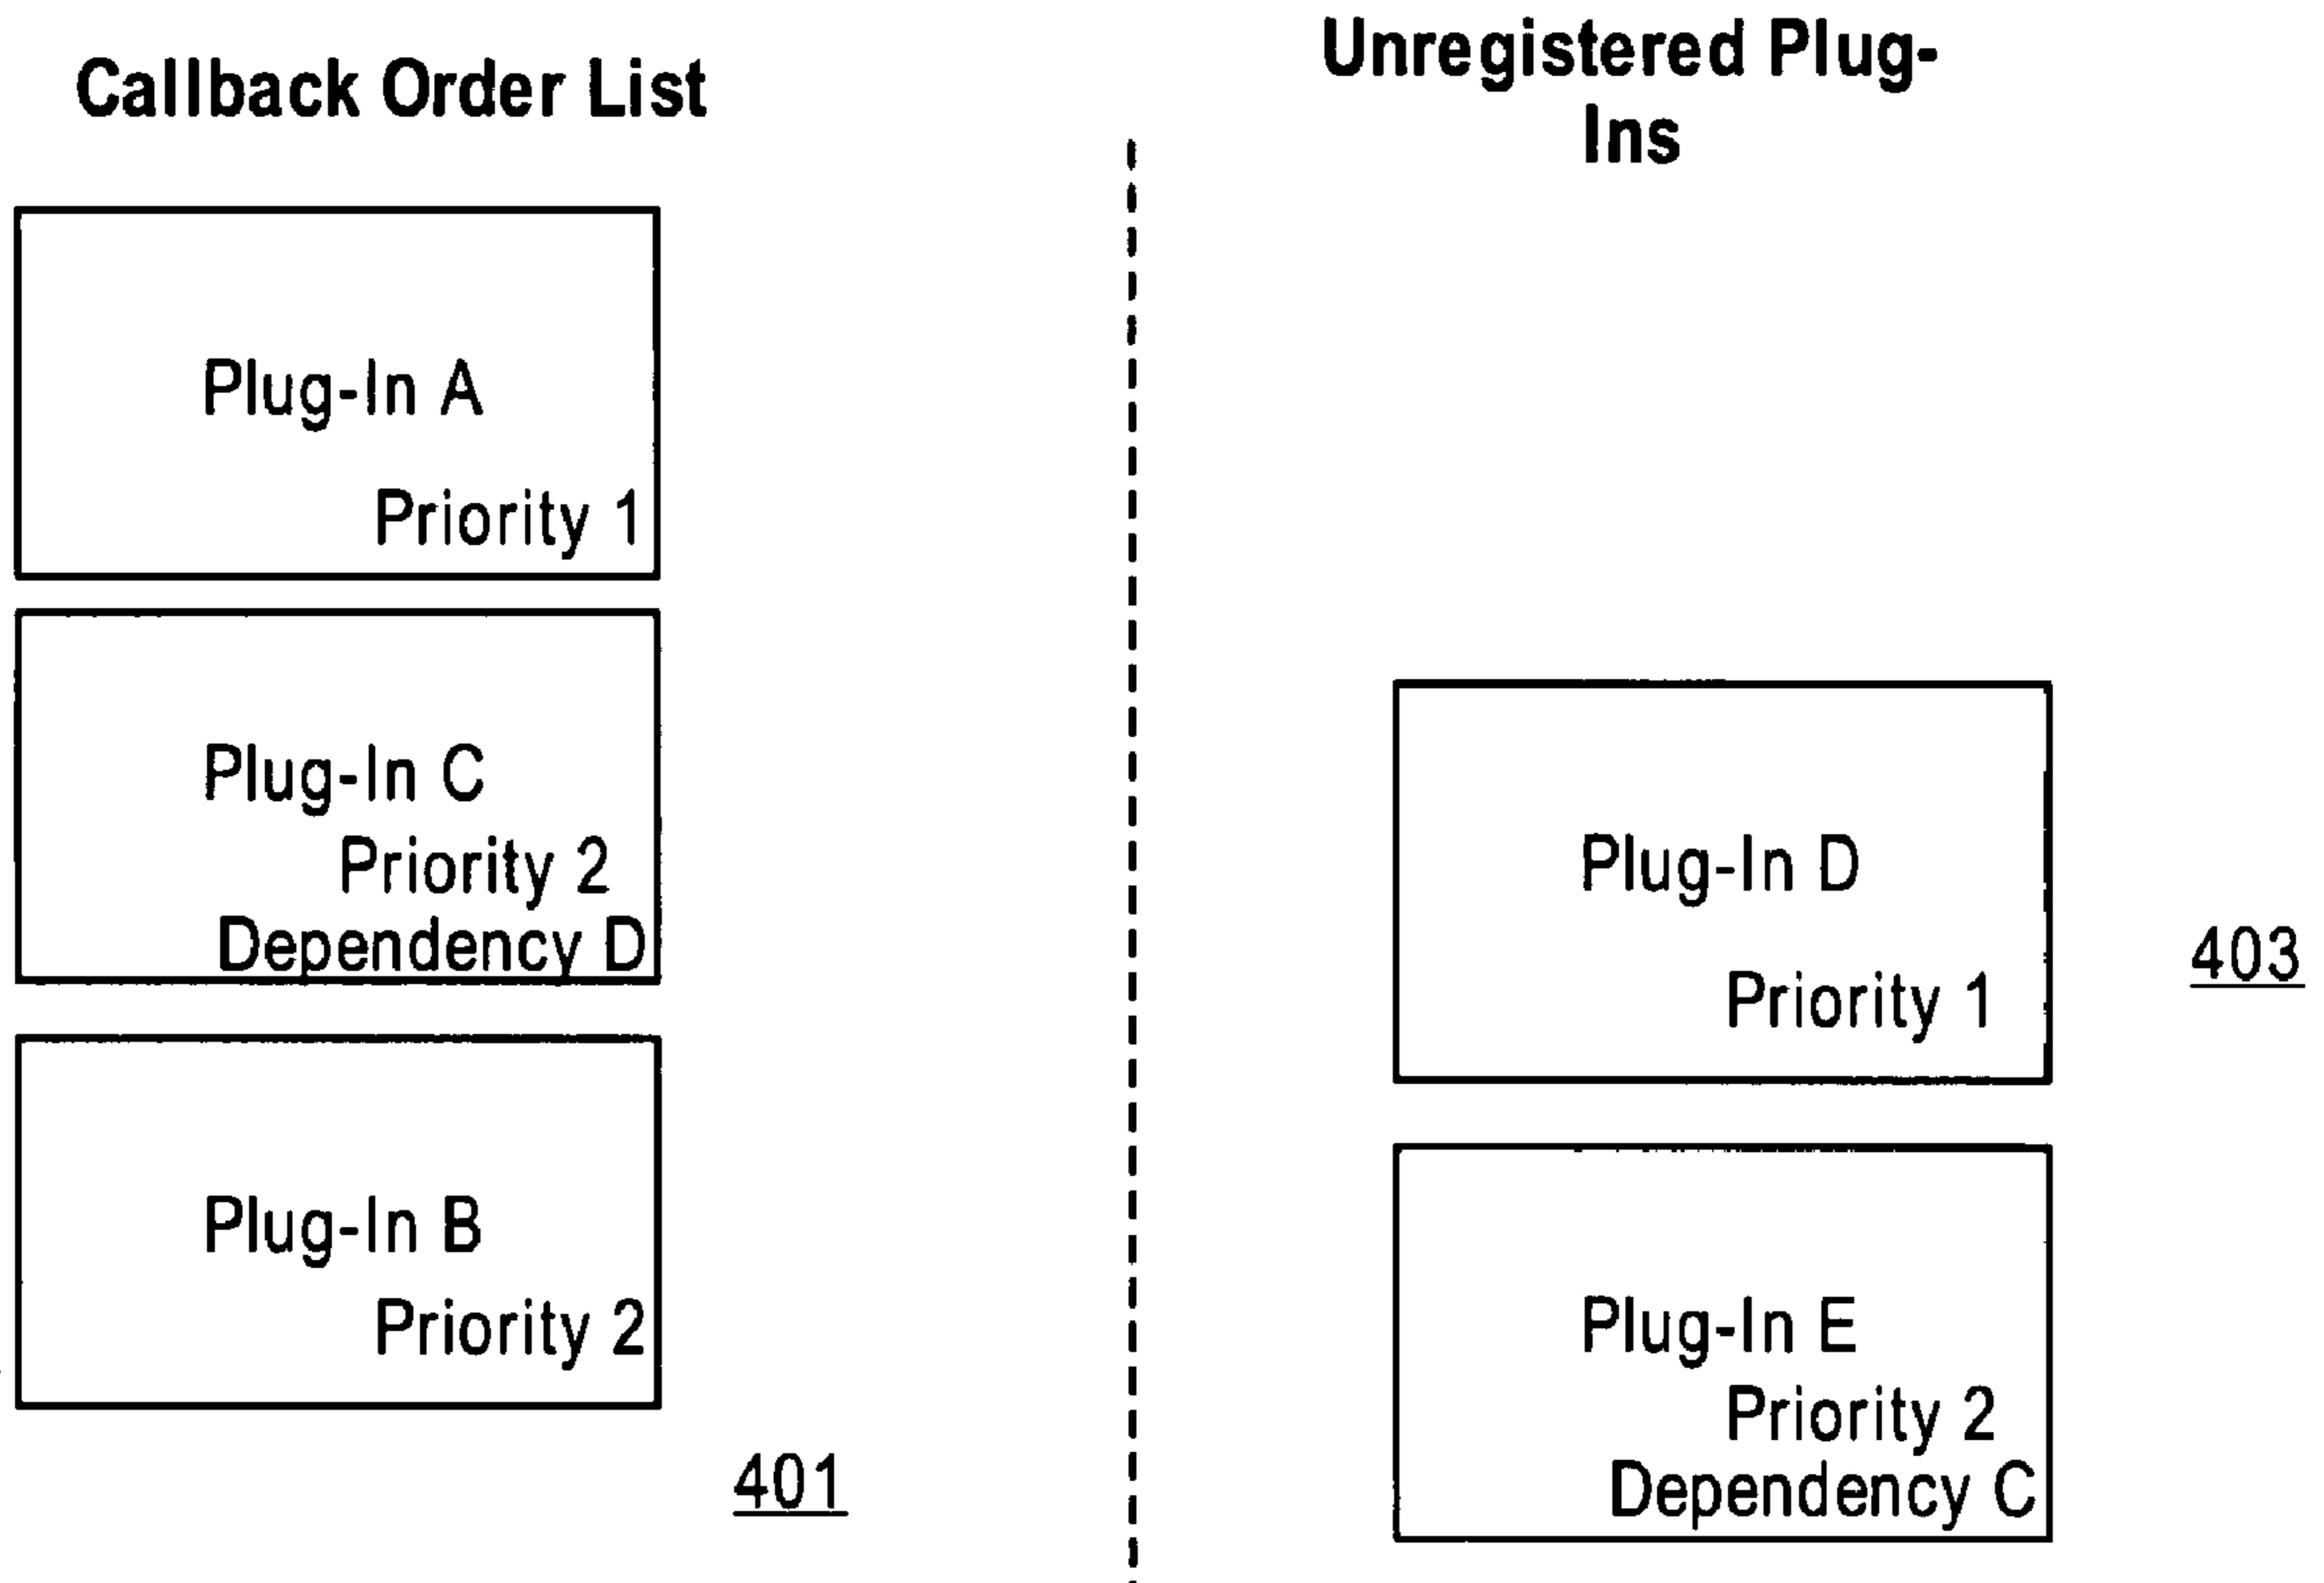 Callback Order List
Plug-In A
Priority 1
Plug-In C
Priority 2
Dependency D
Plug-In B
Priority 2
401
Unregistered Plug-
Ins
Plug-In D
Priority 1
403
Plug-In E
Priority 2
Dependency C